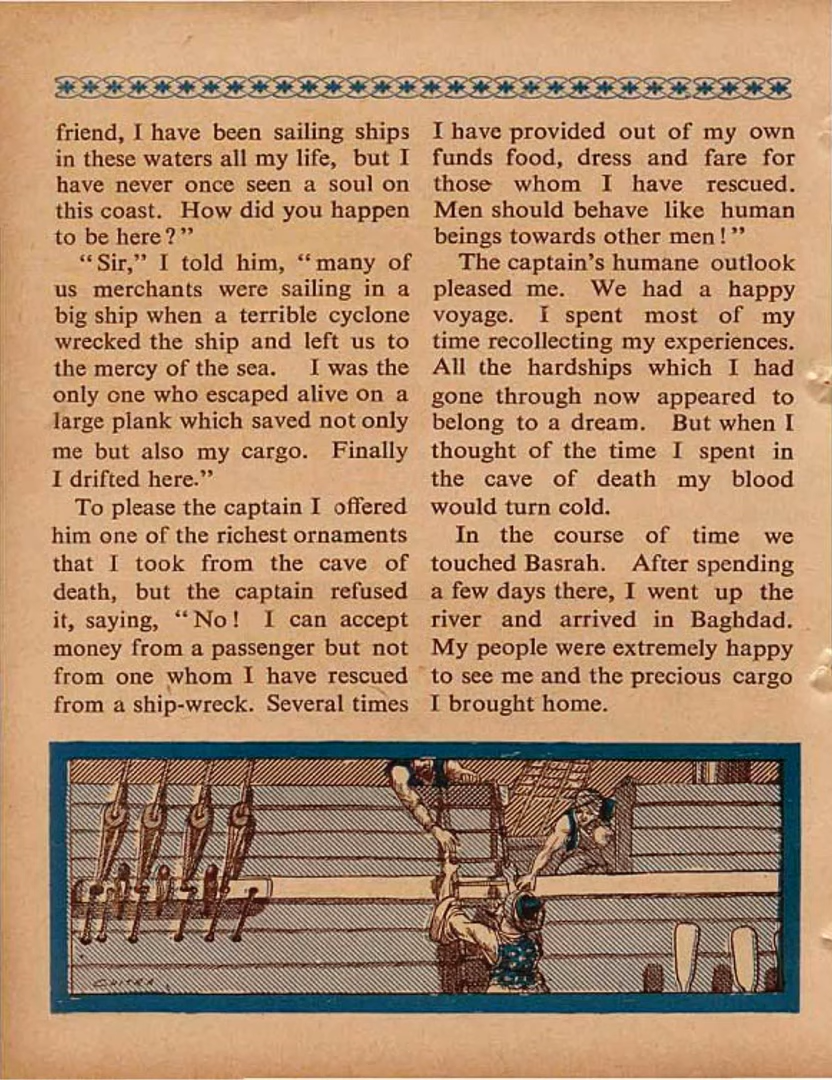 friend, I have been sailing ships
in these waters all my life, but I
have never once seen a soul on
this coast. How did you happen
to be here?"
"Sir," I told him, "many of
us merchants were sailing in a
big ship when a terrible cyclone
wrecked the ship and left us to
the mercy of the sea. I was the
only one who escaped alive on a
large plank which saved not only
me but also my cargo. Finally
I drifted here."
To please the captain I offered
him one of the richest ornaments
that I took from the cave of
death, but the captain refused
it, saying, "No! I can accept
money from a passenger but not
from one whom I have rescued
from a ship-wreck. Several times
I have provided out of my own
funds food, dress and fare for
those whom I have rescued.
Men should behave like human
beings towards other men!"
The captain's humane outlook
pleased me. We had a happy
voyage. I spent most of my
time recollecting my experiences.
All the hardships which I had
gone through now appeared to
belong to a dream. But when I
thought of the time I spent in
the cave of death my blood
would turn cold.
In the course of time we
touched Basrah. After spending
a few days there, I went up the
river and arrived in Baghdad.
My people were extremely happy
to see me and the precious cargo
I brought home.
CHITRA